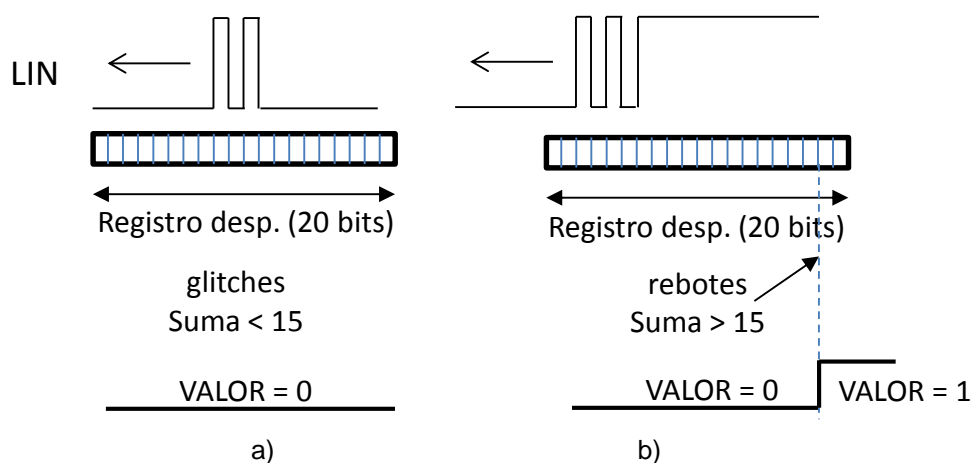 LIN
Registro desp. (20 bits)
glitches
Suma < 15
VALOR = 0
a)
Registro desp. (20 bits)
rebotes
Suma > 15
VALOR = 0
VALOR = 1
b)